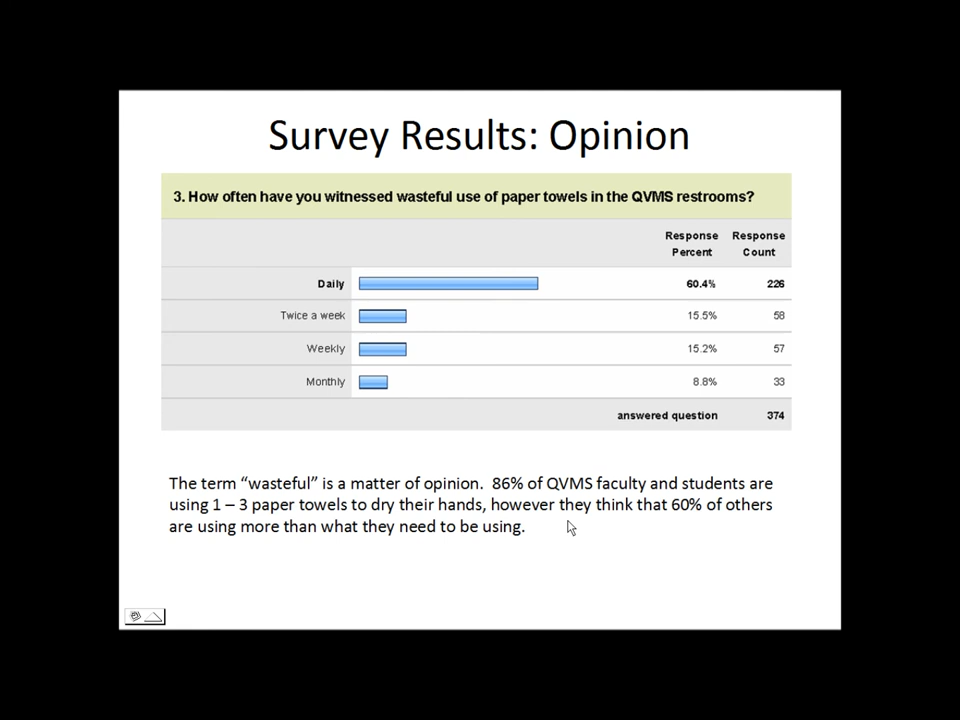 Survey Results: Opinion
3. How often have you witnessed wasteful use of paper towels in the QVMS restrooms?
Response Response
Percent Count
Daily 60.4% 226
Twice a week 15.5% 58
Weekly 15.2% 57
Monthly 8.8% 33
answered question 374
The term “wasteful” is a matter of opinion.  86% of QVMS faculty and students are
using 1 – 3 paper towels to dry their hands, however they think that 60% of others
are using more than what they need to be using.